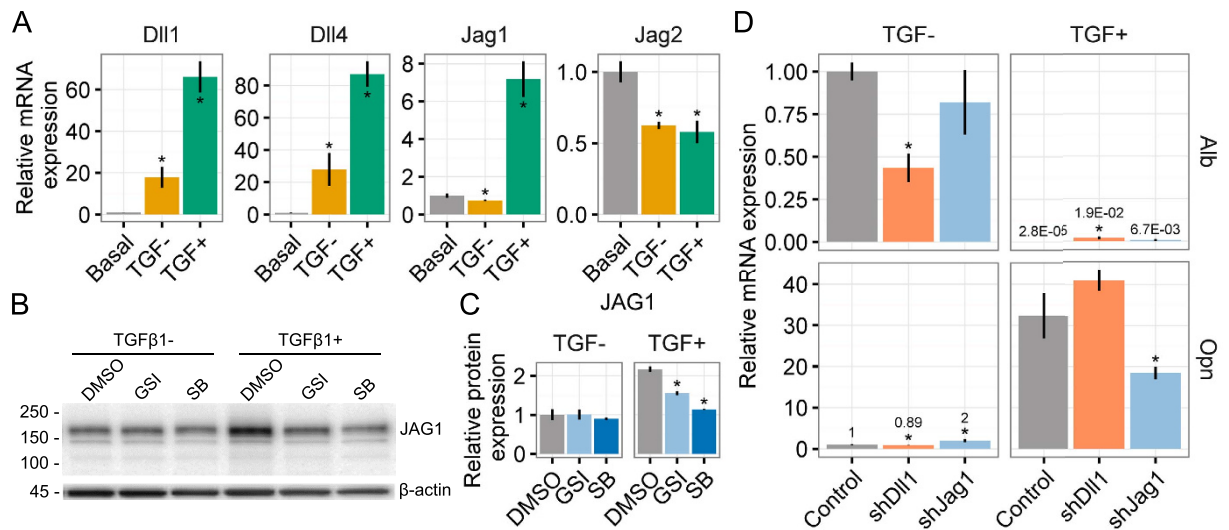 A
Dll1
Dll4
Jag1
Jag2
Relative mRNA
expression
60
40
20
0
80
60
40
20
0
8
6
4
2
0
1.0
0.5
0.0
*
*
*
*
*
*
*
*
Basal
TGF-
TGF+
Basal
TGF-
TGF+
Basal
TGF-
TGF+
Basal
TGF-
TGF+
B
TGFβ1-
TGFβ1+
DMSO
GSI
SB
DMSO
GSI
SB
250 -
150 -
100 -
45 -
JAG1
β-actin
C
JAG1
TGF-
TGF+
Relative protein
expression
2
1
0
*
*
DMSO
GSI
SB
DMSO
GSI
SB
D
TGF-
TGF+
Relative mRNA expression
1.00
0.75
0.50
0.25
0.00
*
2.8E-05
1.9E-02
*
6.7E-03
Alb
40
30
20
10
0
1
0.89
*
2
*
*
Opn
Control
shDll1
shJag1
Control
shDll1
shJag1